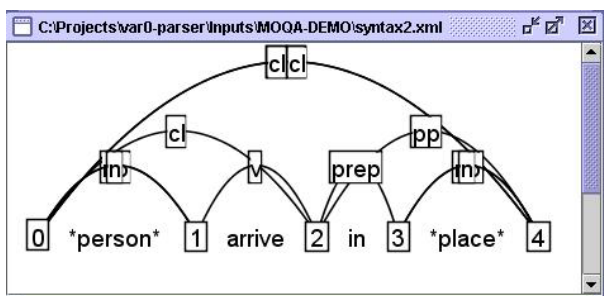 C:\Projects\var0-parser\Inputs\MOQA-DEMO\syntax2.xml
cl cl
cl pp
v prep
0 *person* 1 arrive 2 in 3 *place* 4